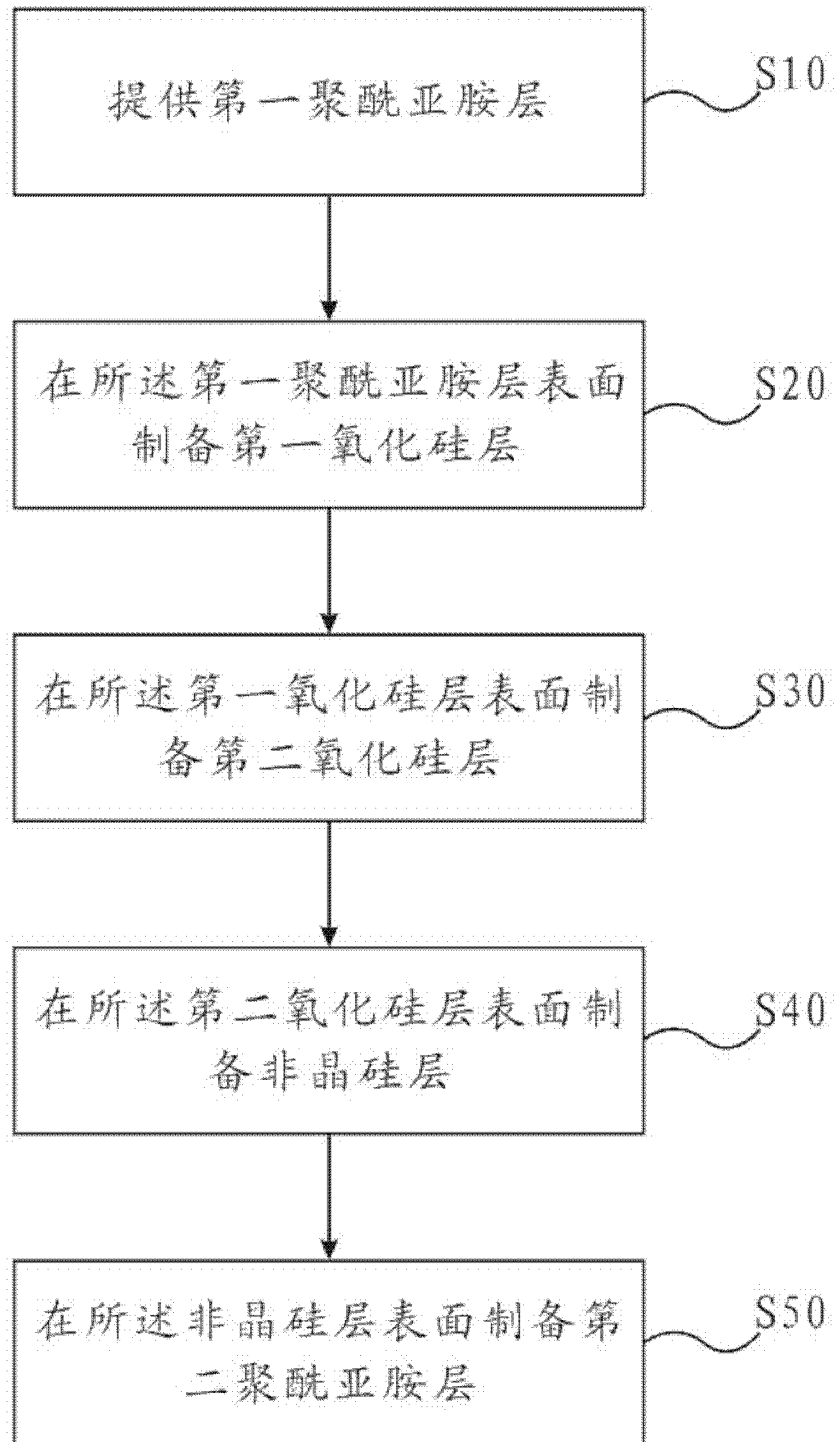 提供第一聚酰亚胺层
S10
在所述第一聚酰亚胺层表面
制备第一氧化硅层
S20
在所述第一氧化硅层表面制
备第二氧化硅层
S30
在所述第二氧化硅层表面制
备非晶硅层
S40
在所述非晶硅层表面制备第
二聚酰亚胺层
S50